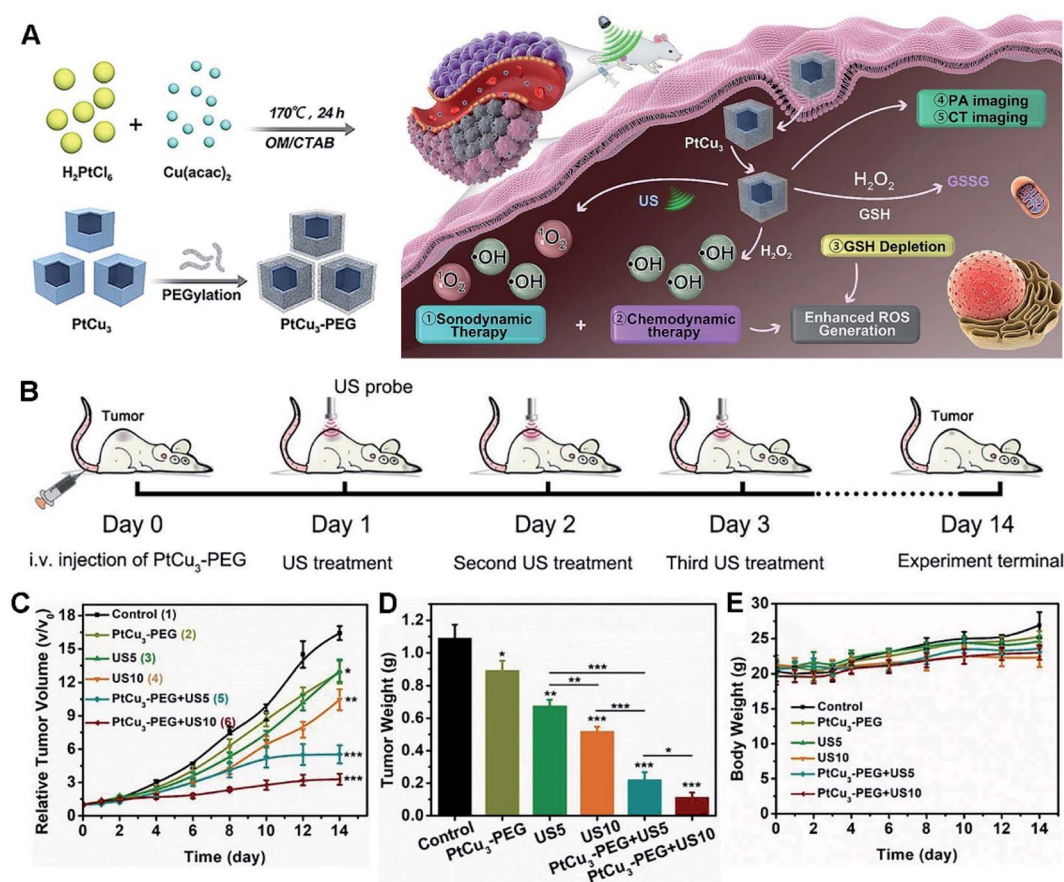 A
170℃, 24 h
+
OM/CTAB
H₂PtCl₆
Cu(acac)₂
PEGylation
PtCu₃
PtCu₃-PEG
PtCu₃
④PA imaging
⑤CT imaging
US
H₂O₂
GSSG
GSH
¹O₂
¹O₂
•OH
•OH
•OH
•OH
•OH
H₂O₂
③GSH Depletion
①Sonodynamic
Therapy
+
②Chemodynamic
therapy
Enhanced ROS
Generation
B
US probe
Tumor
Tumor
Day 0
Day 1
Day 2
Day 3
Day 14
i.v. injection of PtCu₃-PEG
US treatment
Second US treatment
Third US treatment
Experiment terminal
C
Relative Tumor Volume (v/v₀)
18
15
12
9
6
3
0
Control (1)
PtCu₃-PEG (2)
US5 (3)
US10 (4)
PtCu₃-PEG+US5 (5)
PtCu₃-PEG+US10 (6)
*
**
***
***
0 2 4 6 8 10 12 14
Time (day)
D
Tumor Weight (g)
1.4
1.2
1.0
0.8
0.6
0.4
0.2
0.0
***
**
***
*
*
**
***
***
***
Control
PtCu₃-PEG
US5
US10
PtCu₃-PEG+US5
PtCu₃-PEG+US10
E
Body Weight (g)
30
25
20
15
10
5
0
Control
PtCu₃-PEG
US5
US10
PtCu₃-PEG+US5
PtCu₃-PEG+US10
0 2 4 6 8 10 12 14
Time (day)